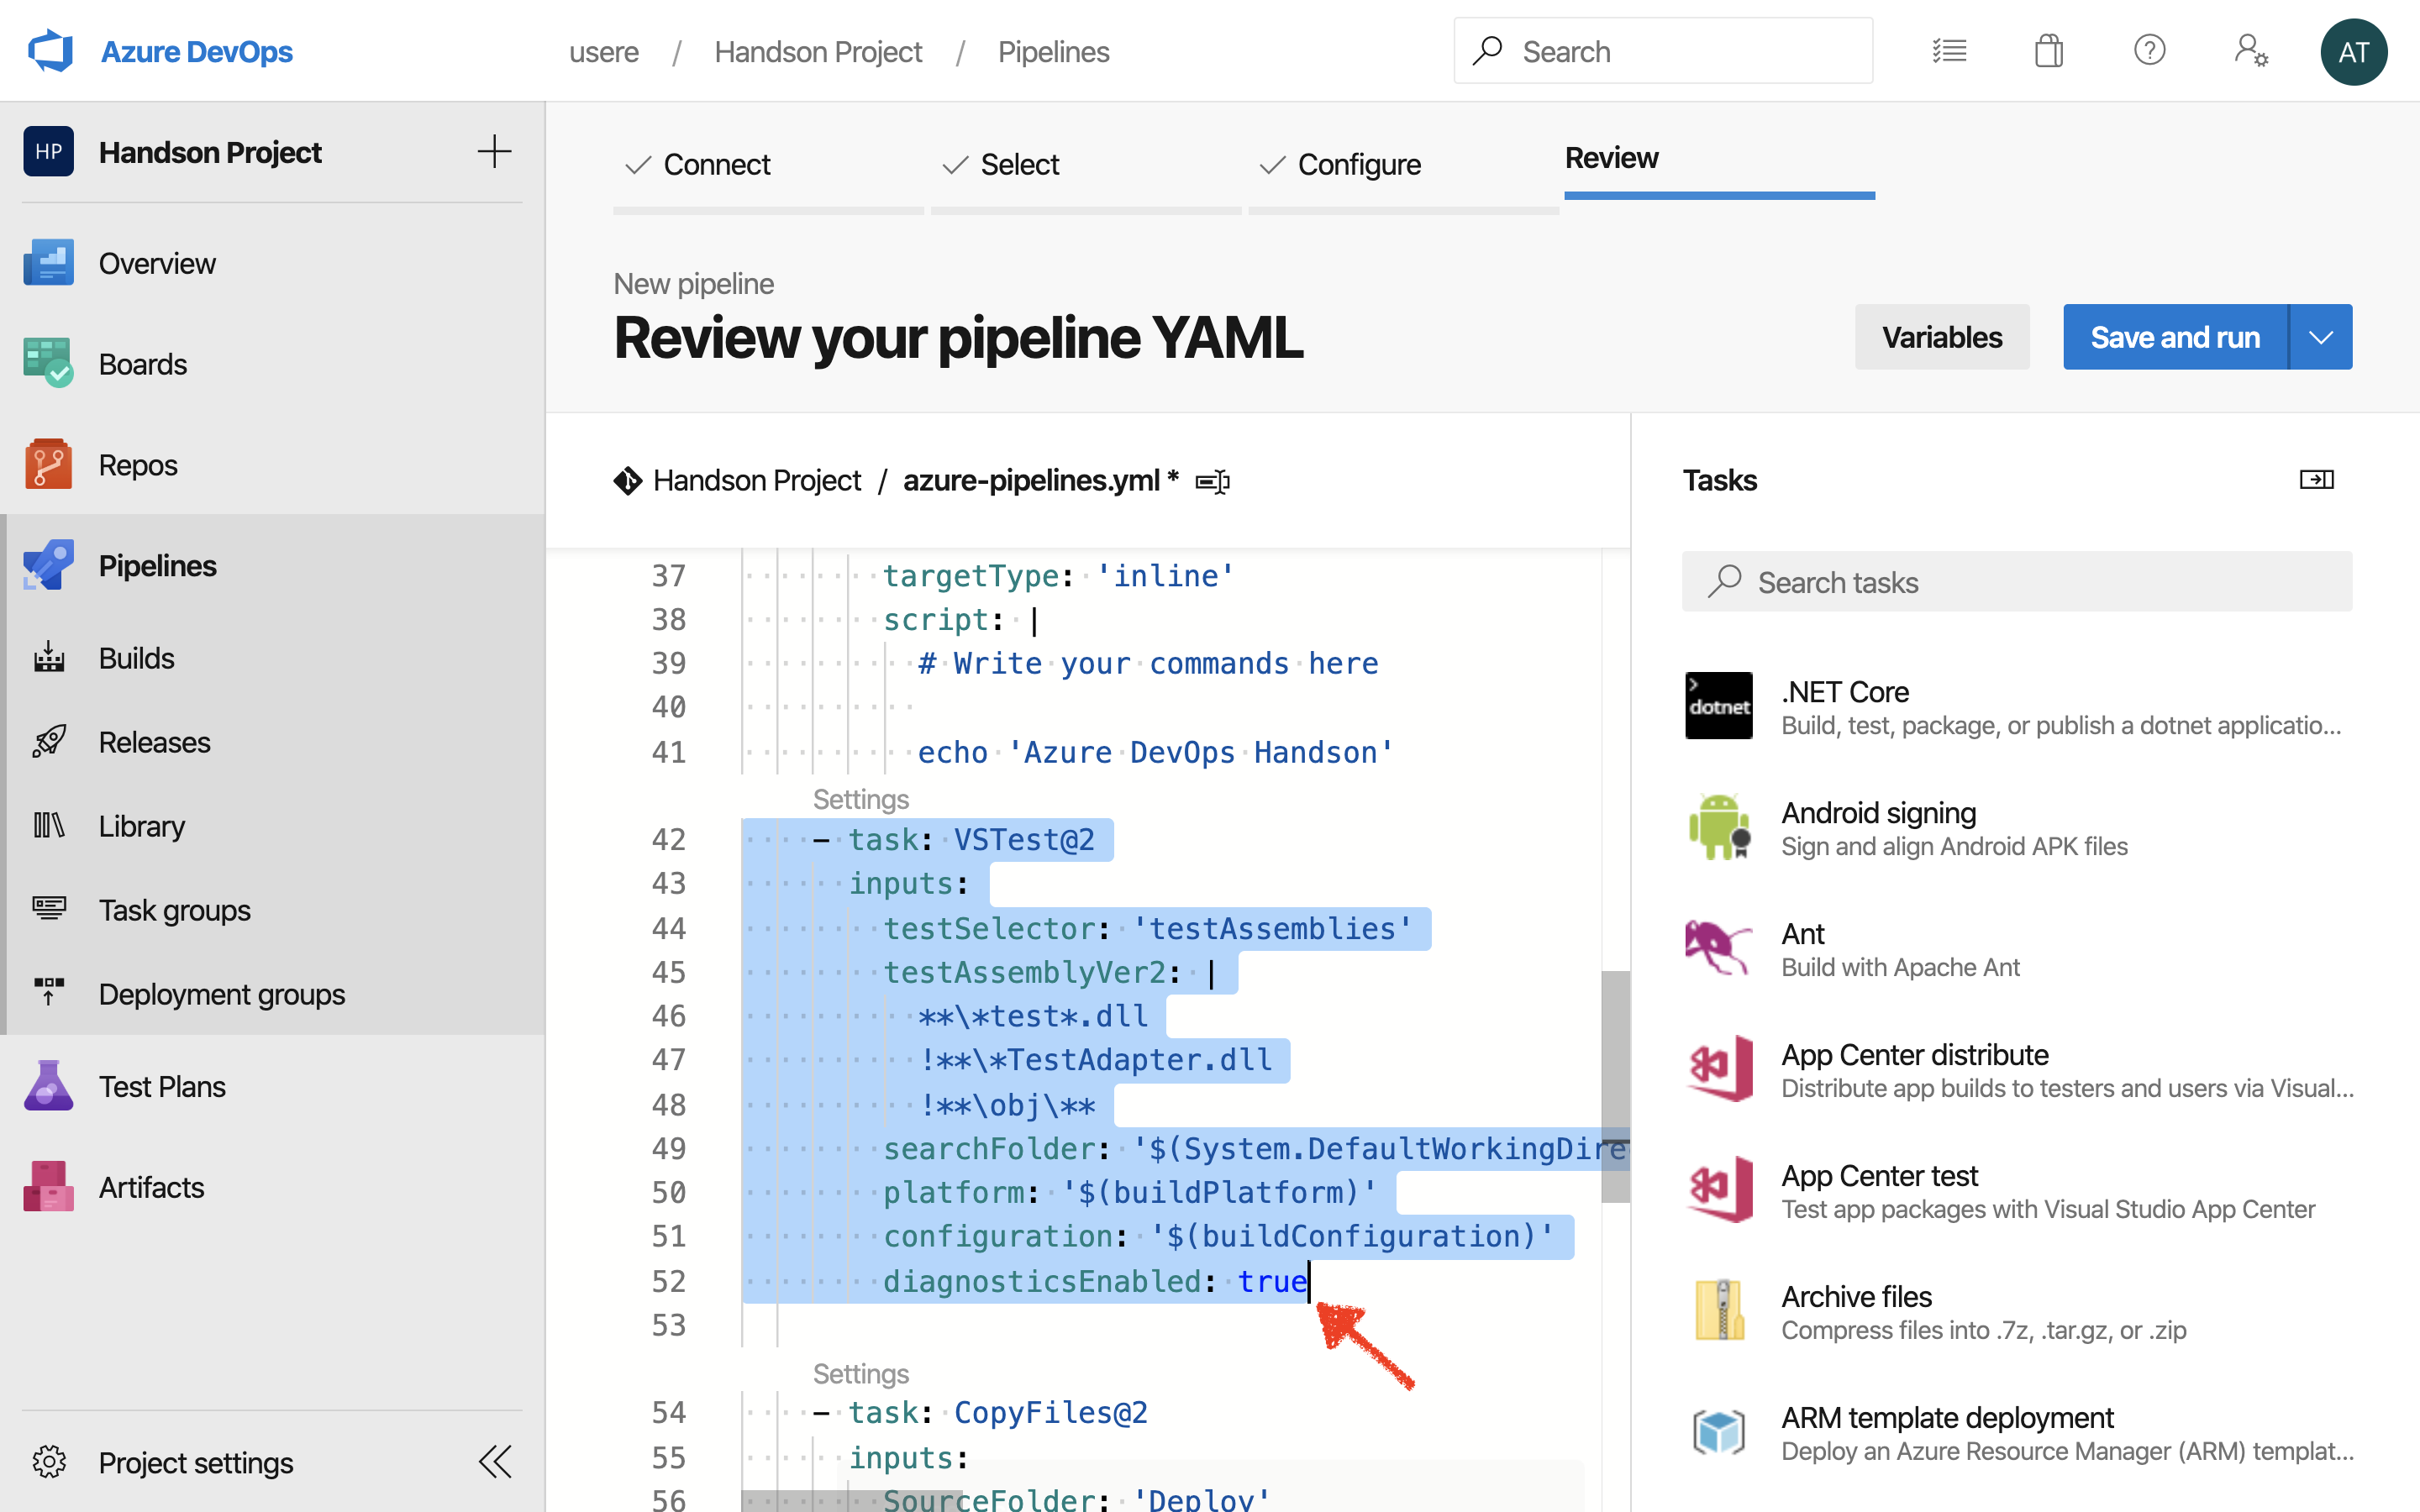 Azure DevOps
usere / Handson Project / Pipelines
Search
AT
HP
Handson Project
Overview
Boards
Repos
Pipelines
Builds
Releases
Library
Task groups
Deployment groups
Test Plans
Artifacts
Project settings
Connect
Select
Configure
Review
New pipeline
Review your pipeline YAML
Variables
Save and run
Handson Project / azure-pipelines.yml *
37 targetType: 'inline'
38 script: |
39 # Write your commands here
40
41 echo 'Azure DevOps Handson'
Settings
42 - task: VSTest@2
43 inputs:
44 testSelector: 'testAssemblies'
45 testAssemblyVer2: |
46 **\*test*.dll
47 !**\*TestAdapter.dll
48 !**\obj\**
49 searchFolder: '$(System.DefaultWorkingDire
50 platform: '$(buildPlatform)'
51 configuration: '$(buildConfiguration)'
52 diagnosticsEnabled: true
53
Settings
54 - task: CopyFiles@2
55 inputs:
56 SourceFolder: 'Deploy'
Tasks
Search tasks
dotnet
.NET Core
Build, test, package, or publish a dotnet applicatio...
Android signing
Sign and align Android APK files
Ant
Build with Apache Ant
App Center distribute
Distribute app builds to testers and users via Visual...
App Center test
Test app packages with Visual Studio App Center
Archive files
Compress files into .7z, .tar.gz, or .zip
ARM template deployment
Deploy an Azure Resource Manager (ARM) templat...